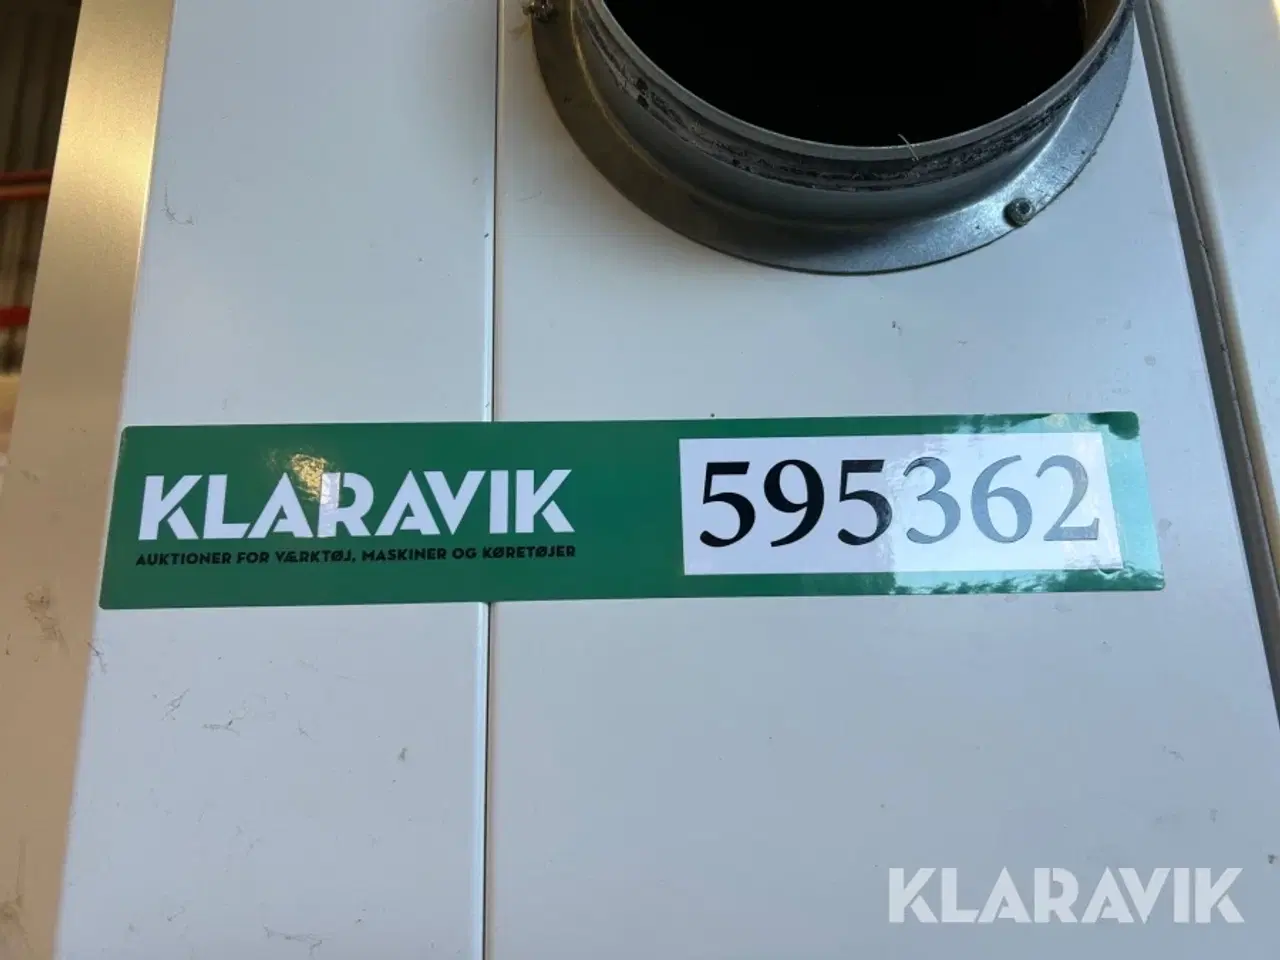 KLARAVIK
AUKTIONER FOR VÆRKTØJ, MASKINER OG KØRETØJER
595362
KLARAVIK